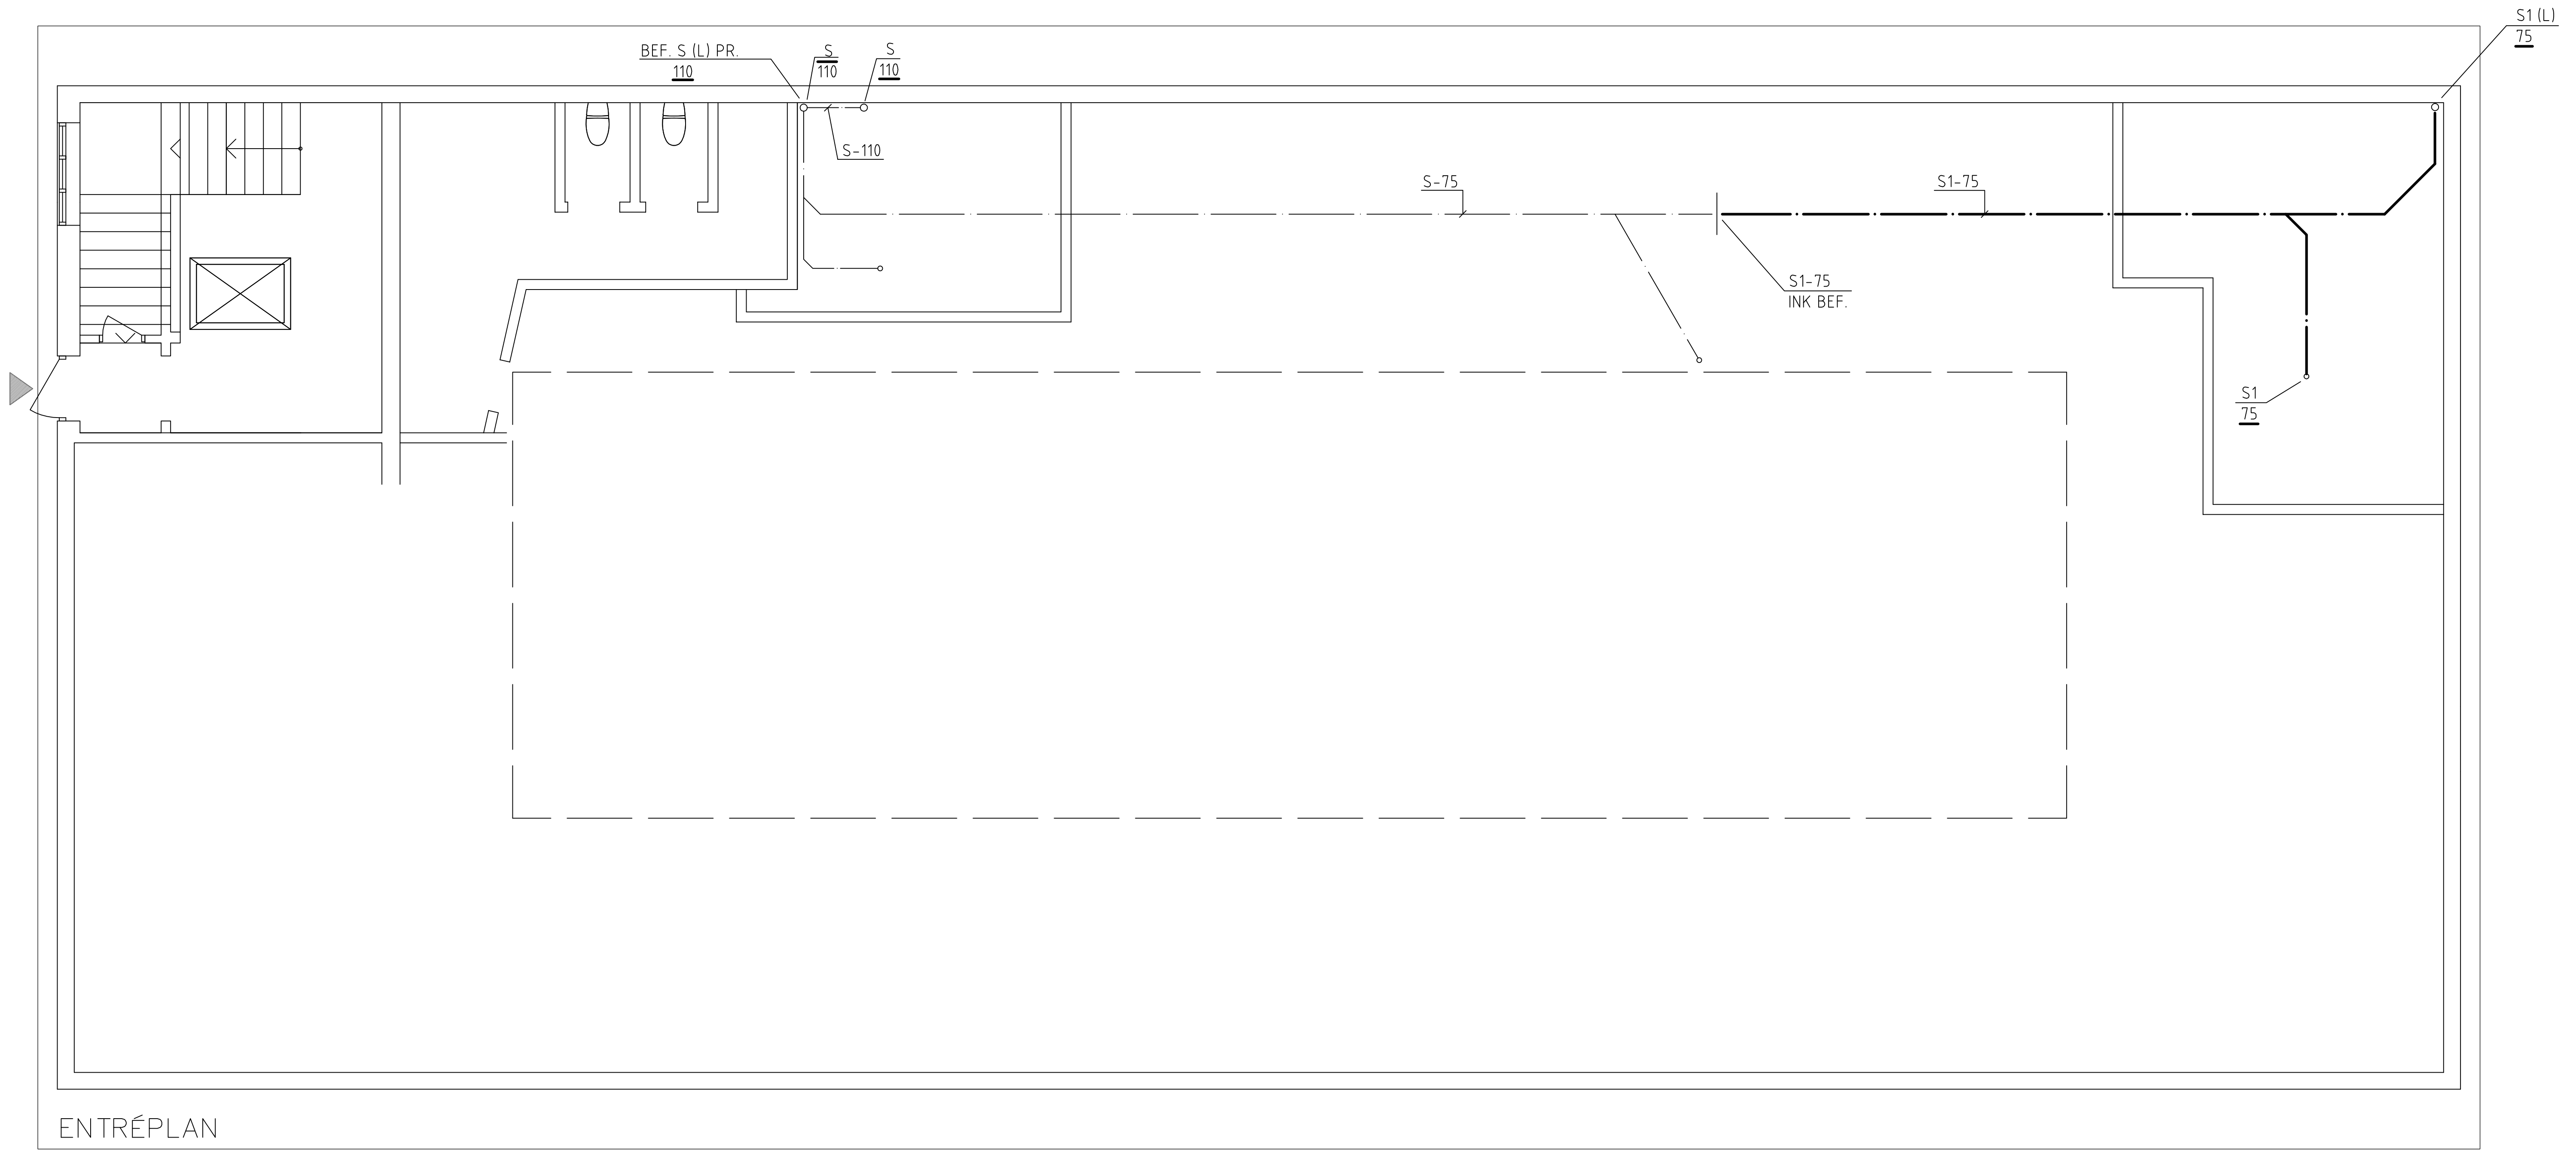 S1 (L)
75
BEF. S (L) PR.
110
S
110
S
110
S-110
S-75
S1-75
S1-75
INK BEF.
S1
75
ENTRÉPLAN